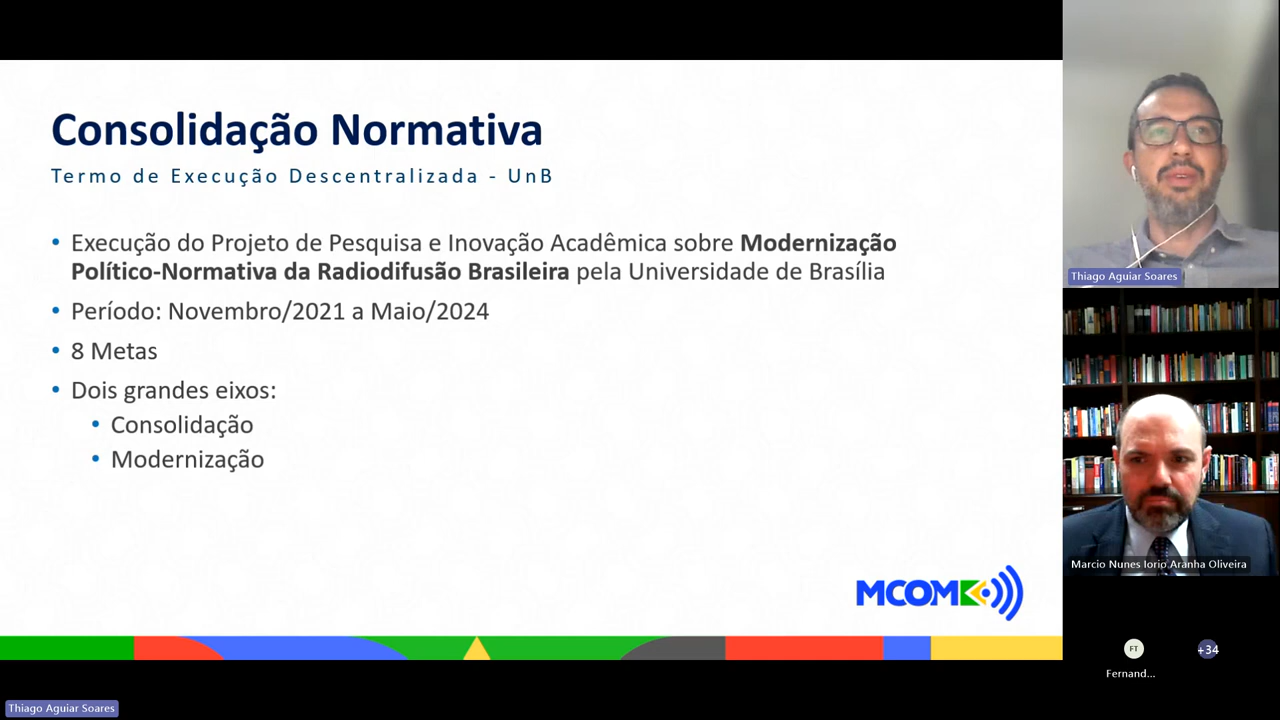 Consolidação Normativa
Termo de Execução Descentralizada - UnB
• Execução do Projeto de Pesquisa e Inovação Acadêmica sobre Modernização
Político-Normativa da Radiodifusão Brasileira pela Universidade de Brasília
• Período: Novembro/2021 a Maio/2024
• 8 Metas
• Dois grandes eixos:
• Consolidação
• Modernização
MCOM
Thiago Aguiar Soares
Marcio Nunes Iorio Aranha Oliveira
FT
+34
Fernand...
Thiago Aguiar Soares